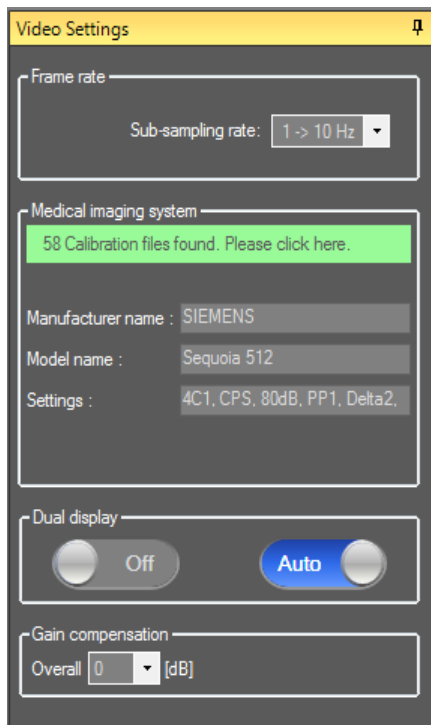 Video Settings
Frame rate
Sub-sampling rate: 1 -> 10 Hz
Medical imaging system
58 Calibration files found. Please click here.
Manufacturer name : SIEMENS
Model name : Sequoia 512
Settings : 4C1, CPS, 80dB, PP1, Delta2,
Dual display
Off Auto
Gain compensation
Overall 0 [dB]